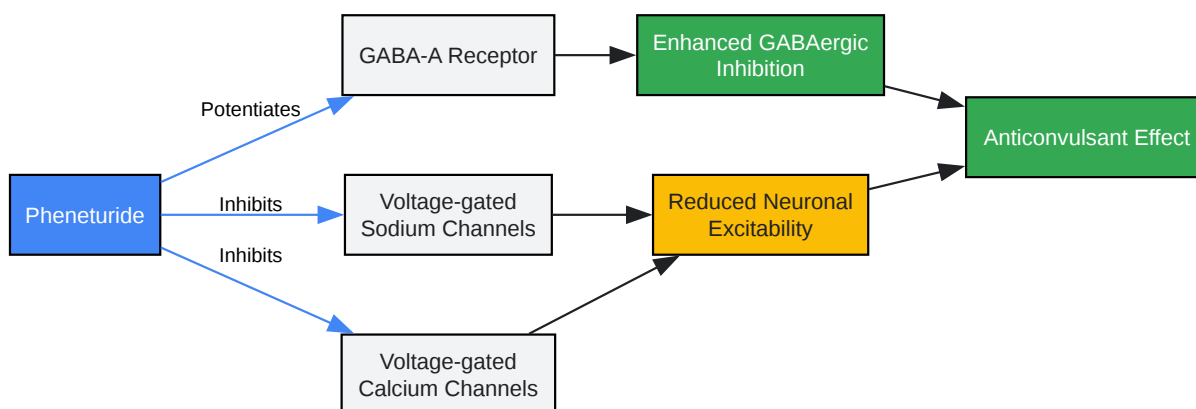 Pheneturide
Potentiates
Inhibits
Inhibits
GABA-A Receptor
Voltage-gated
Sodium Channels
Voltage-gated
Calcium Channels
Enhanced GABAergic
Inhibition
Reduced Neuronal
Excitability
Anticonvulsant Effect